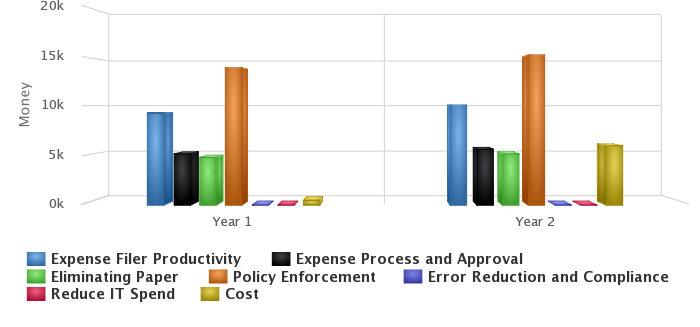 20k
15k
10k
5k
0k
Money
Year 1 Year 2
Expense Filer Productivity Expense Process and Approval
Eliminating Paper Policy Enforcement Error Reduction and Compliance
Reduce IT Spend Cost